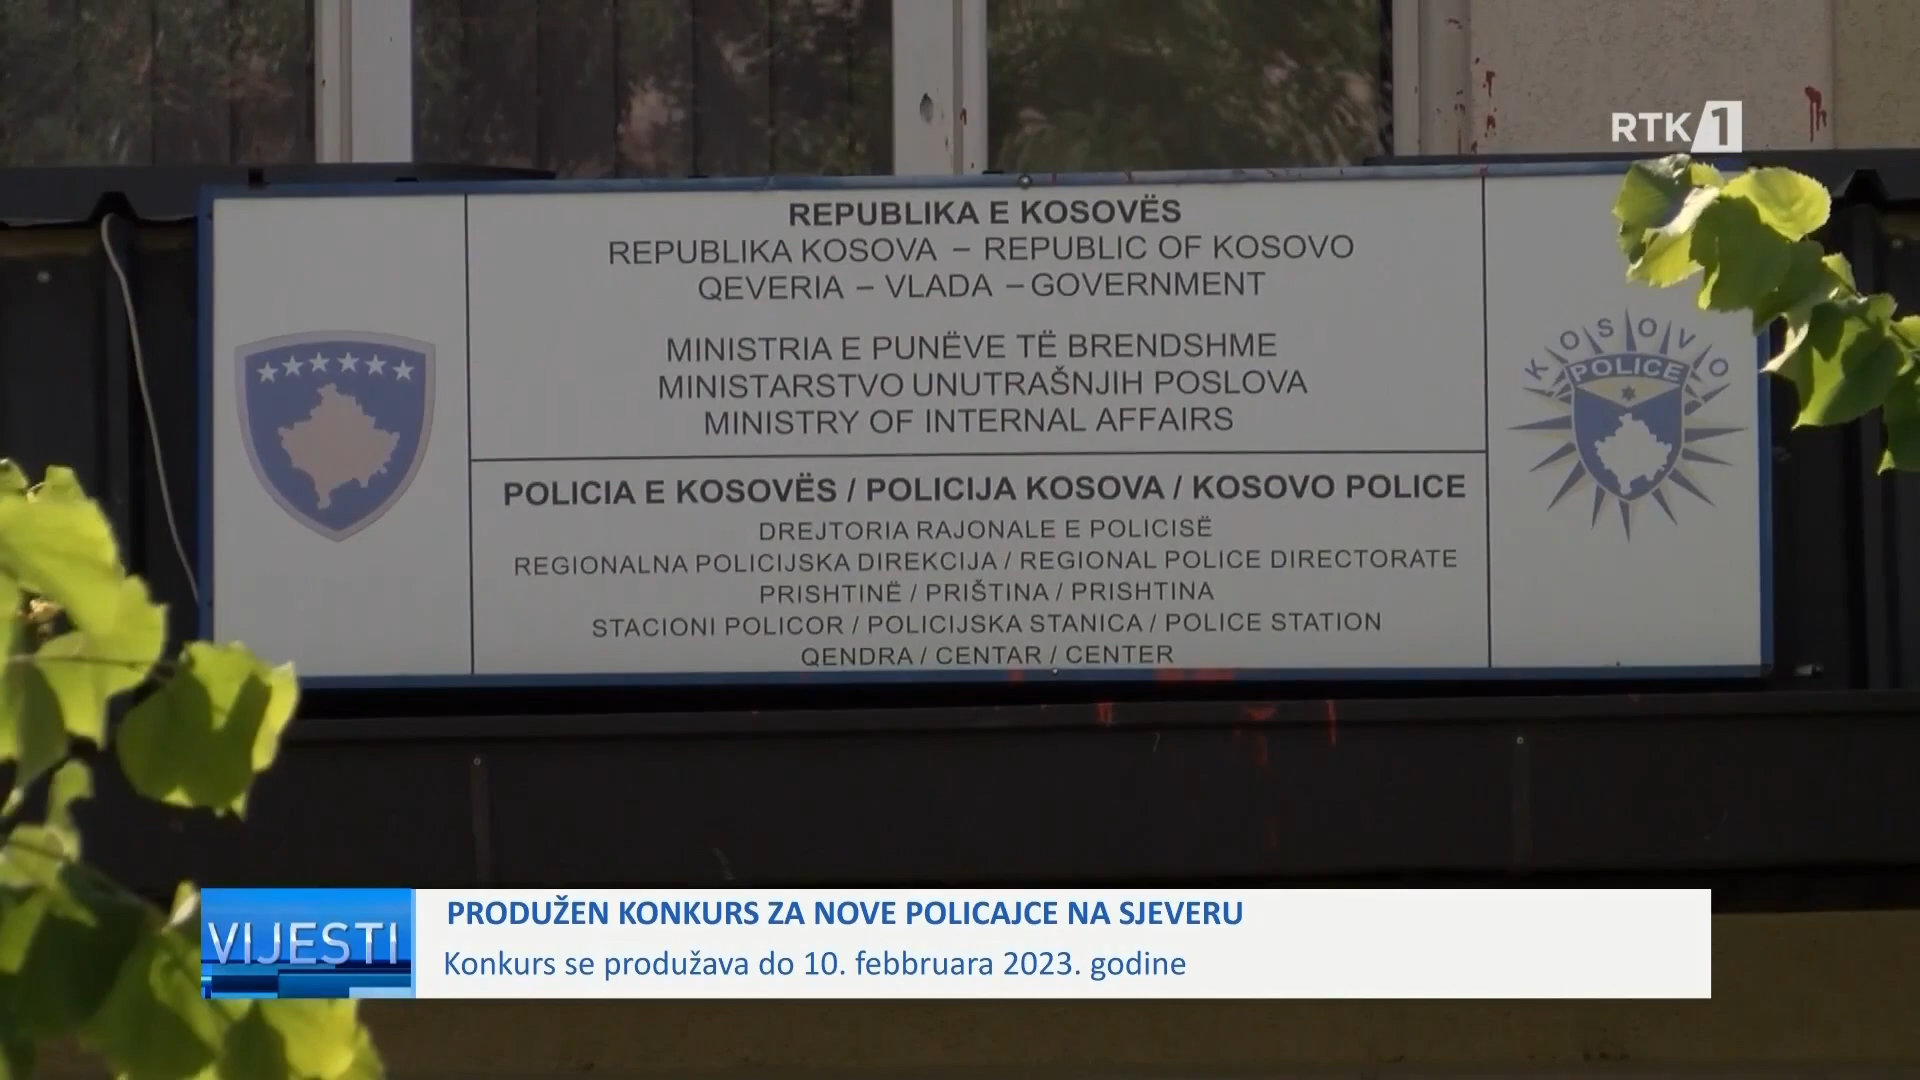 RTK 1
REPUBLIKA E KOSOVËS
REPUBLIKA KOSOVA – REPUBLIC OF KOSOVO
QEVERIA – VLADA – GOVERNMENT
MINISTRIA E PUNËVE TË BRENDSHME
MINISTARSTVO UNUTRAŠNJIH POSLOVA
MINISTRY OF INTERNAL AFFAIRS
KOSOVO
POLICE
POLICIA E KOSOVËS / POLICIJA KOSOVA / KOSOVO POLICE
DREJTORIA RAJONALE E POLICISË
REGIONALNA POLICIJSKA DIREKCIJA / REGIONAL POLICE DIRECTORATE
PRISHTINË / PRIŠTINA / PRISHTINA
STACIONI POLICOR / POLICIJSKA STANICA / POLICE STATION
QENDRA / CENTAR / CENTER
VIJESTI
PRODUŽEN KONKURS ZA NOVE POLICAJCE NA SJEVERU
Konkurs se produžava do 10. febbruara 2023. godine